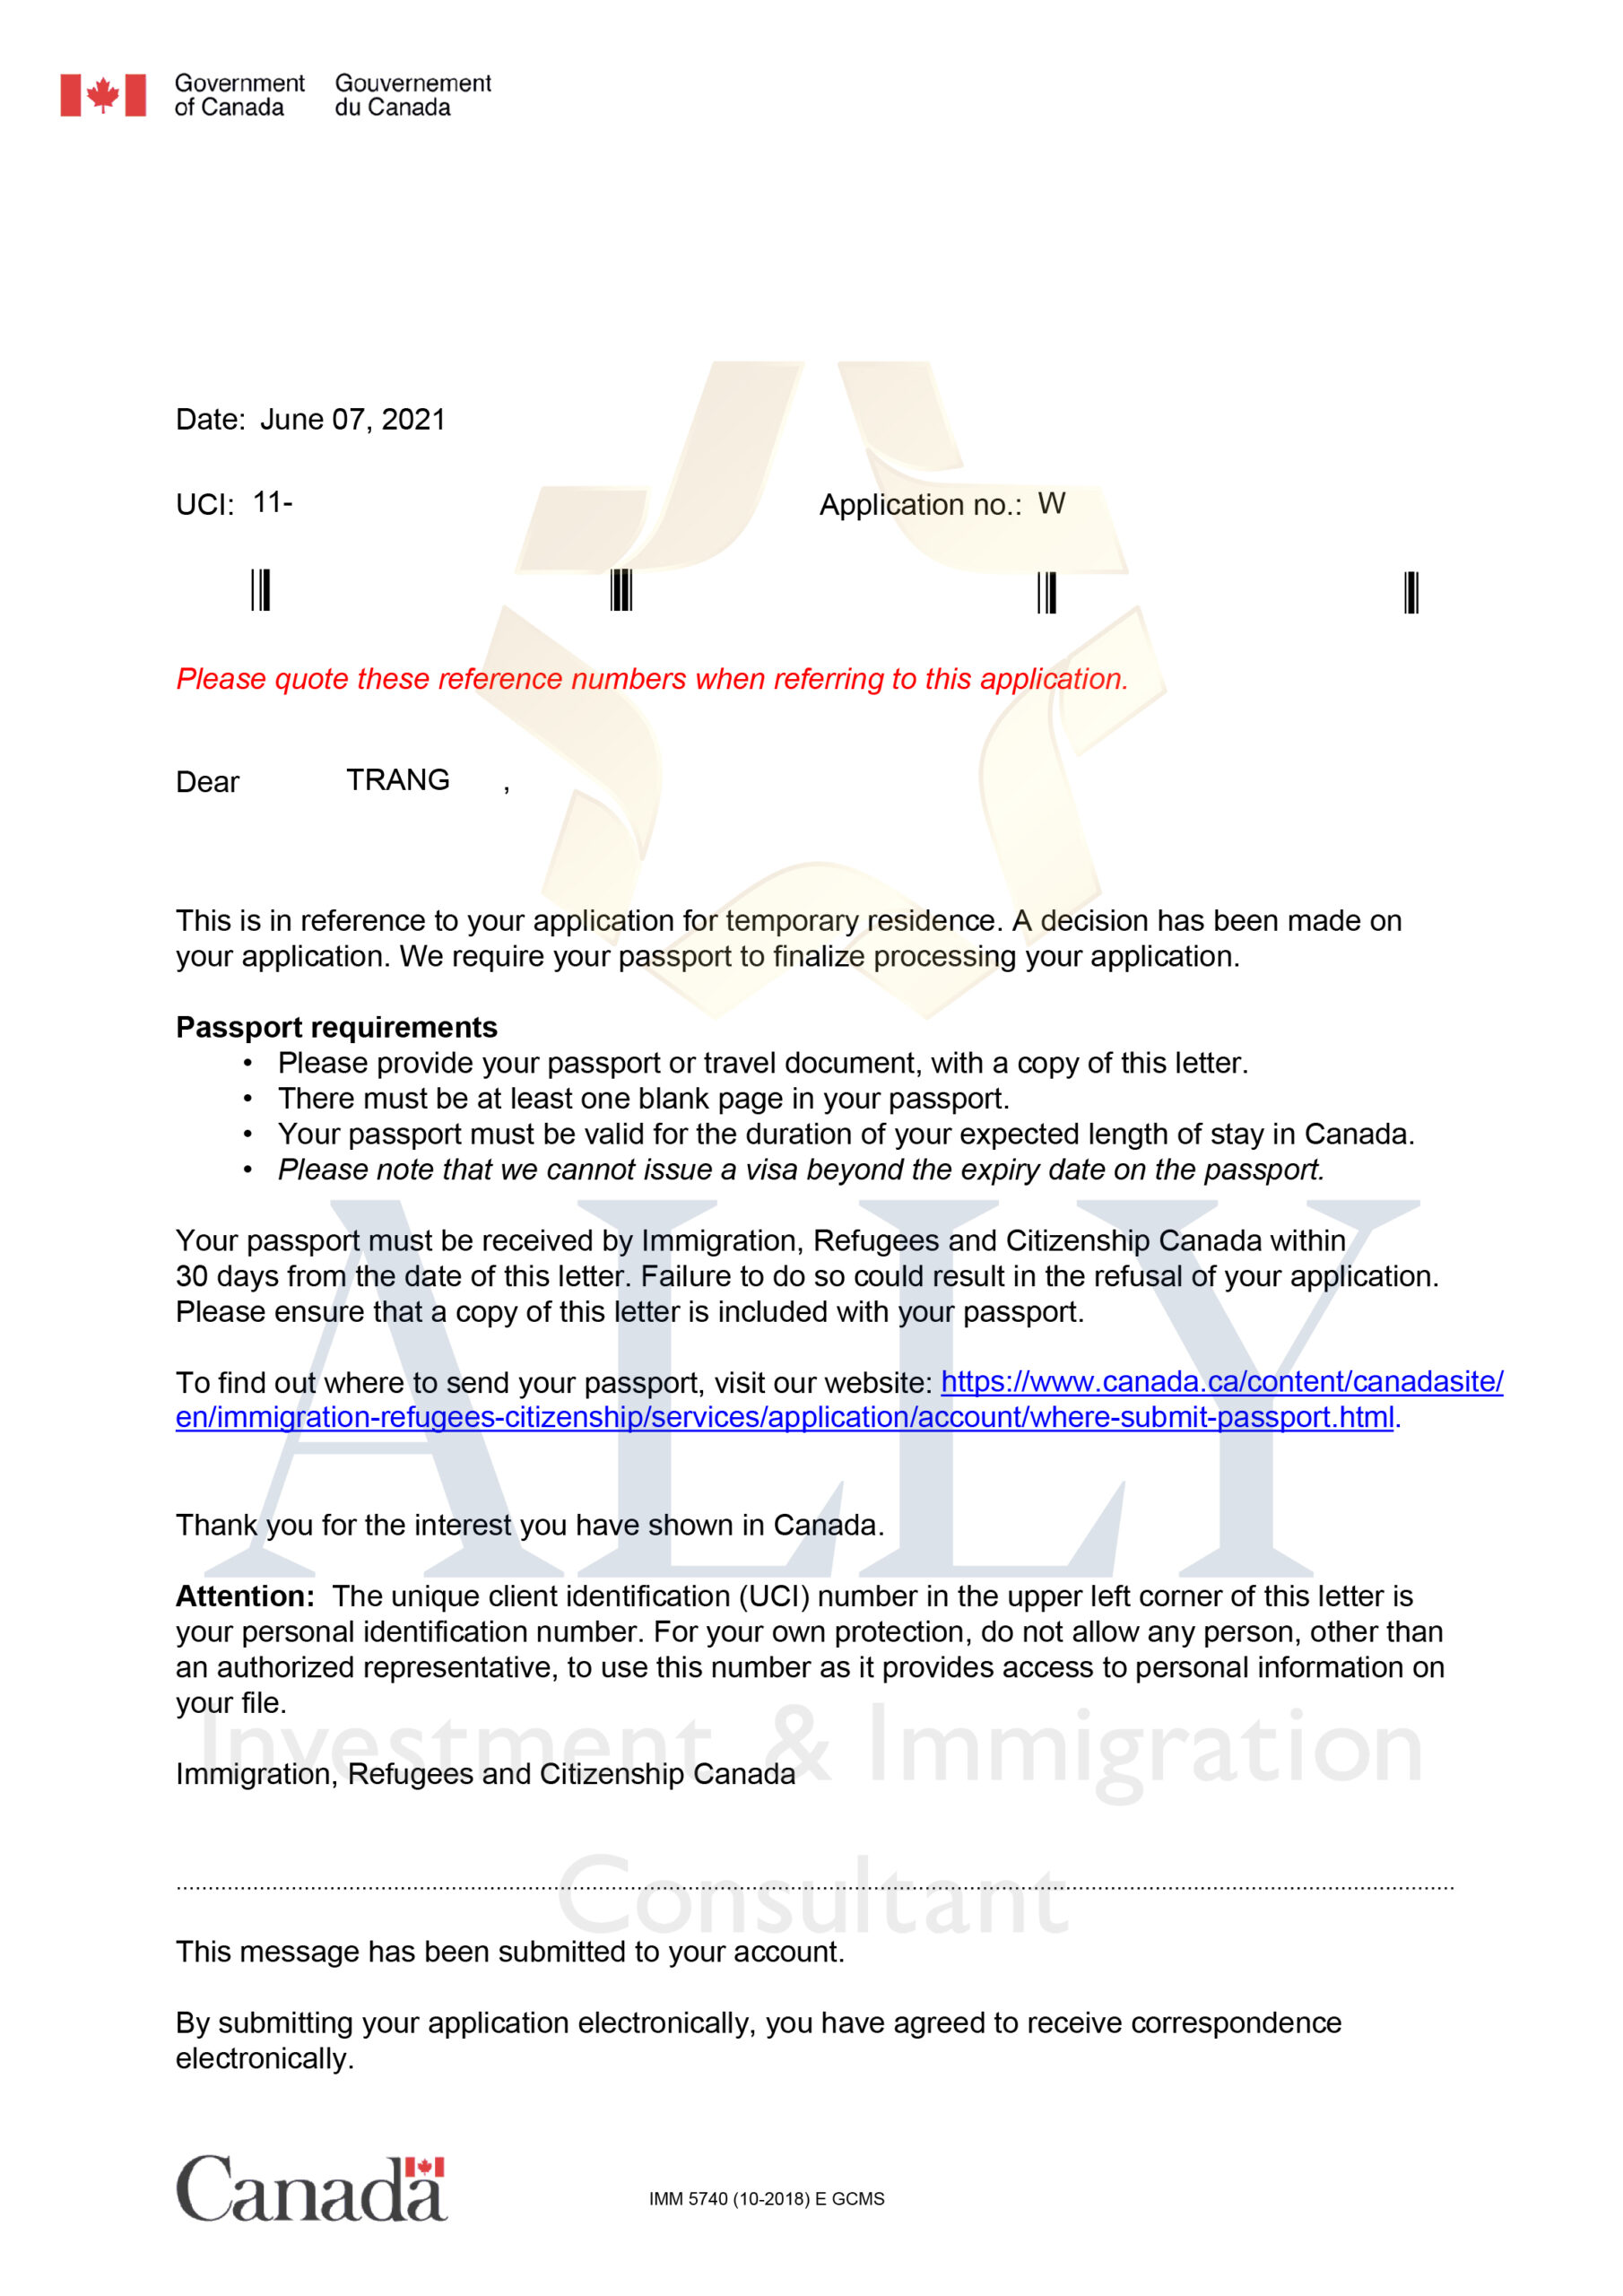 Government Gouvernement
of Canada du Canada
Date: June 07, 2021
UCI: 11- Application no.: W
Please quote these reference numbers when referring to this application.
Dear TRANG ,
This is in reference to your application for temporary residence. A decision has been made on
your application. We require your passport to finalize processing your application.
Passport requirements
• Please provide your passport or travel document, with a copy of this letter.
• There must be at least one blank page in your passport.
• Your passport must be valid for the duration of your expected length of stay in Canada.
• Please note that we cannot issue a visa beyond the expiry date on the passport.
ALLY
Your passport must be received by Immigration, Refugees and Citizenship Canada within
30 days from the date of this letter. Failure to do so could result in the refusal of your application.
Please ensure that a copy of this letter is included with your passport.
To find out where to send your passport, visit our website: https://www.canada.ca/content/canadasite/
en/immigration-refugees-citizenship/services/application/account/where-submit-passport.html.
Thank you for the interest you have shown in Canada.
Attention: The unique client identification (UCI) number in the upper left corner of this letter is
your personal identification number. For your own protection, do not allow any person, other than
an authorized representative, to use this number as it provides access to personal information on
your file.
Investment & Immigration
Immigration, Refugees and Citizenship Canada
Consultant
This message has been submitted to your account.
By submitting your application electronically, you have agreed to receive correspondence
electronically.
Canada
IMM 5740 (10-2018) E GCMS